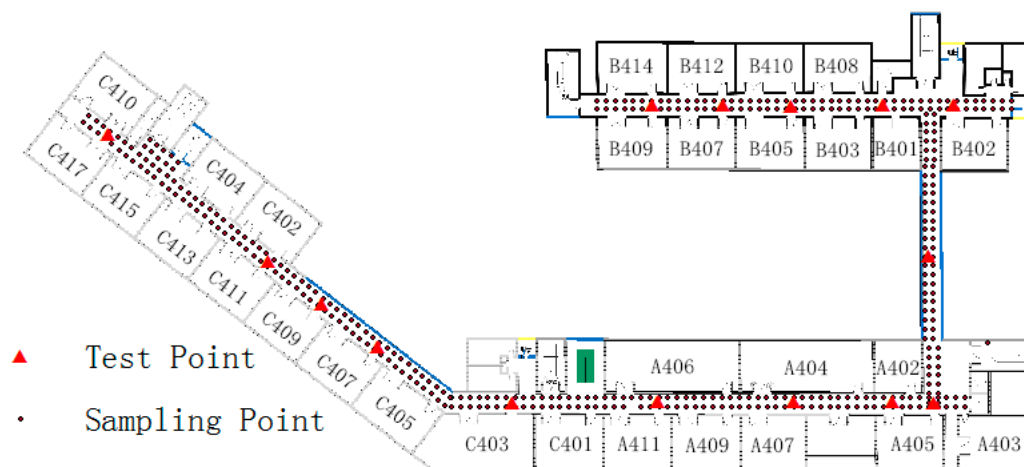 B414 B412 B410 B408
B409 B407 B405 B403 B401 B402
C410
C417
C404
C415
C402
C413
C411
C409
C407
C405
Test Point
Sampling Point
A406 A404 A402
C403 C401 A411 A409 A407 A405 A403